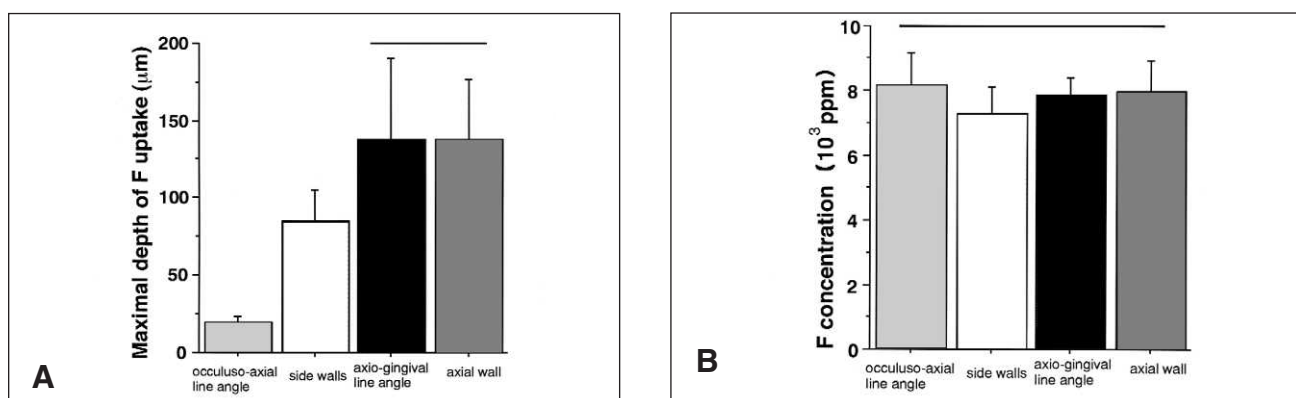 Maximal depth of F uptake (μm)
200
150
100
50
0
occuluso-axial
line angle
side walls
axio-gingival
line angle
axial wall
A
F concentration (10³ ppm)
10
8
6
4
2
0
occuluso-axial
line angle
side walls
axio-gingival
line angle
axial wall
B